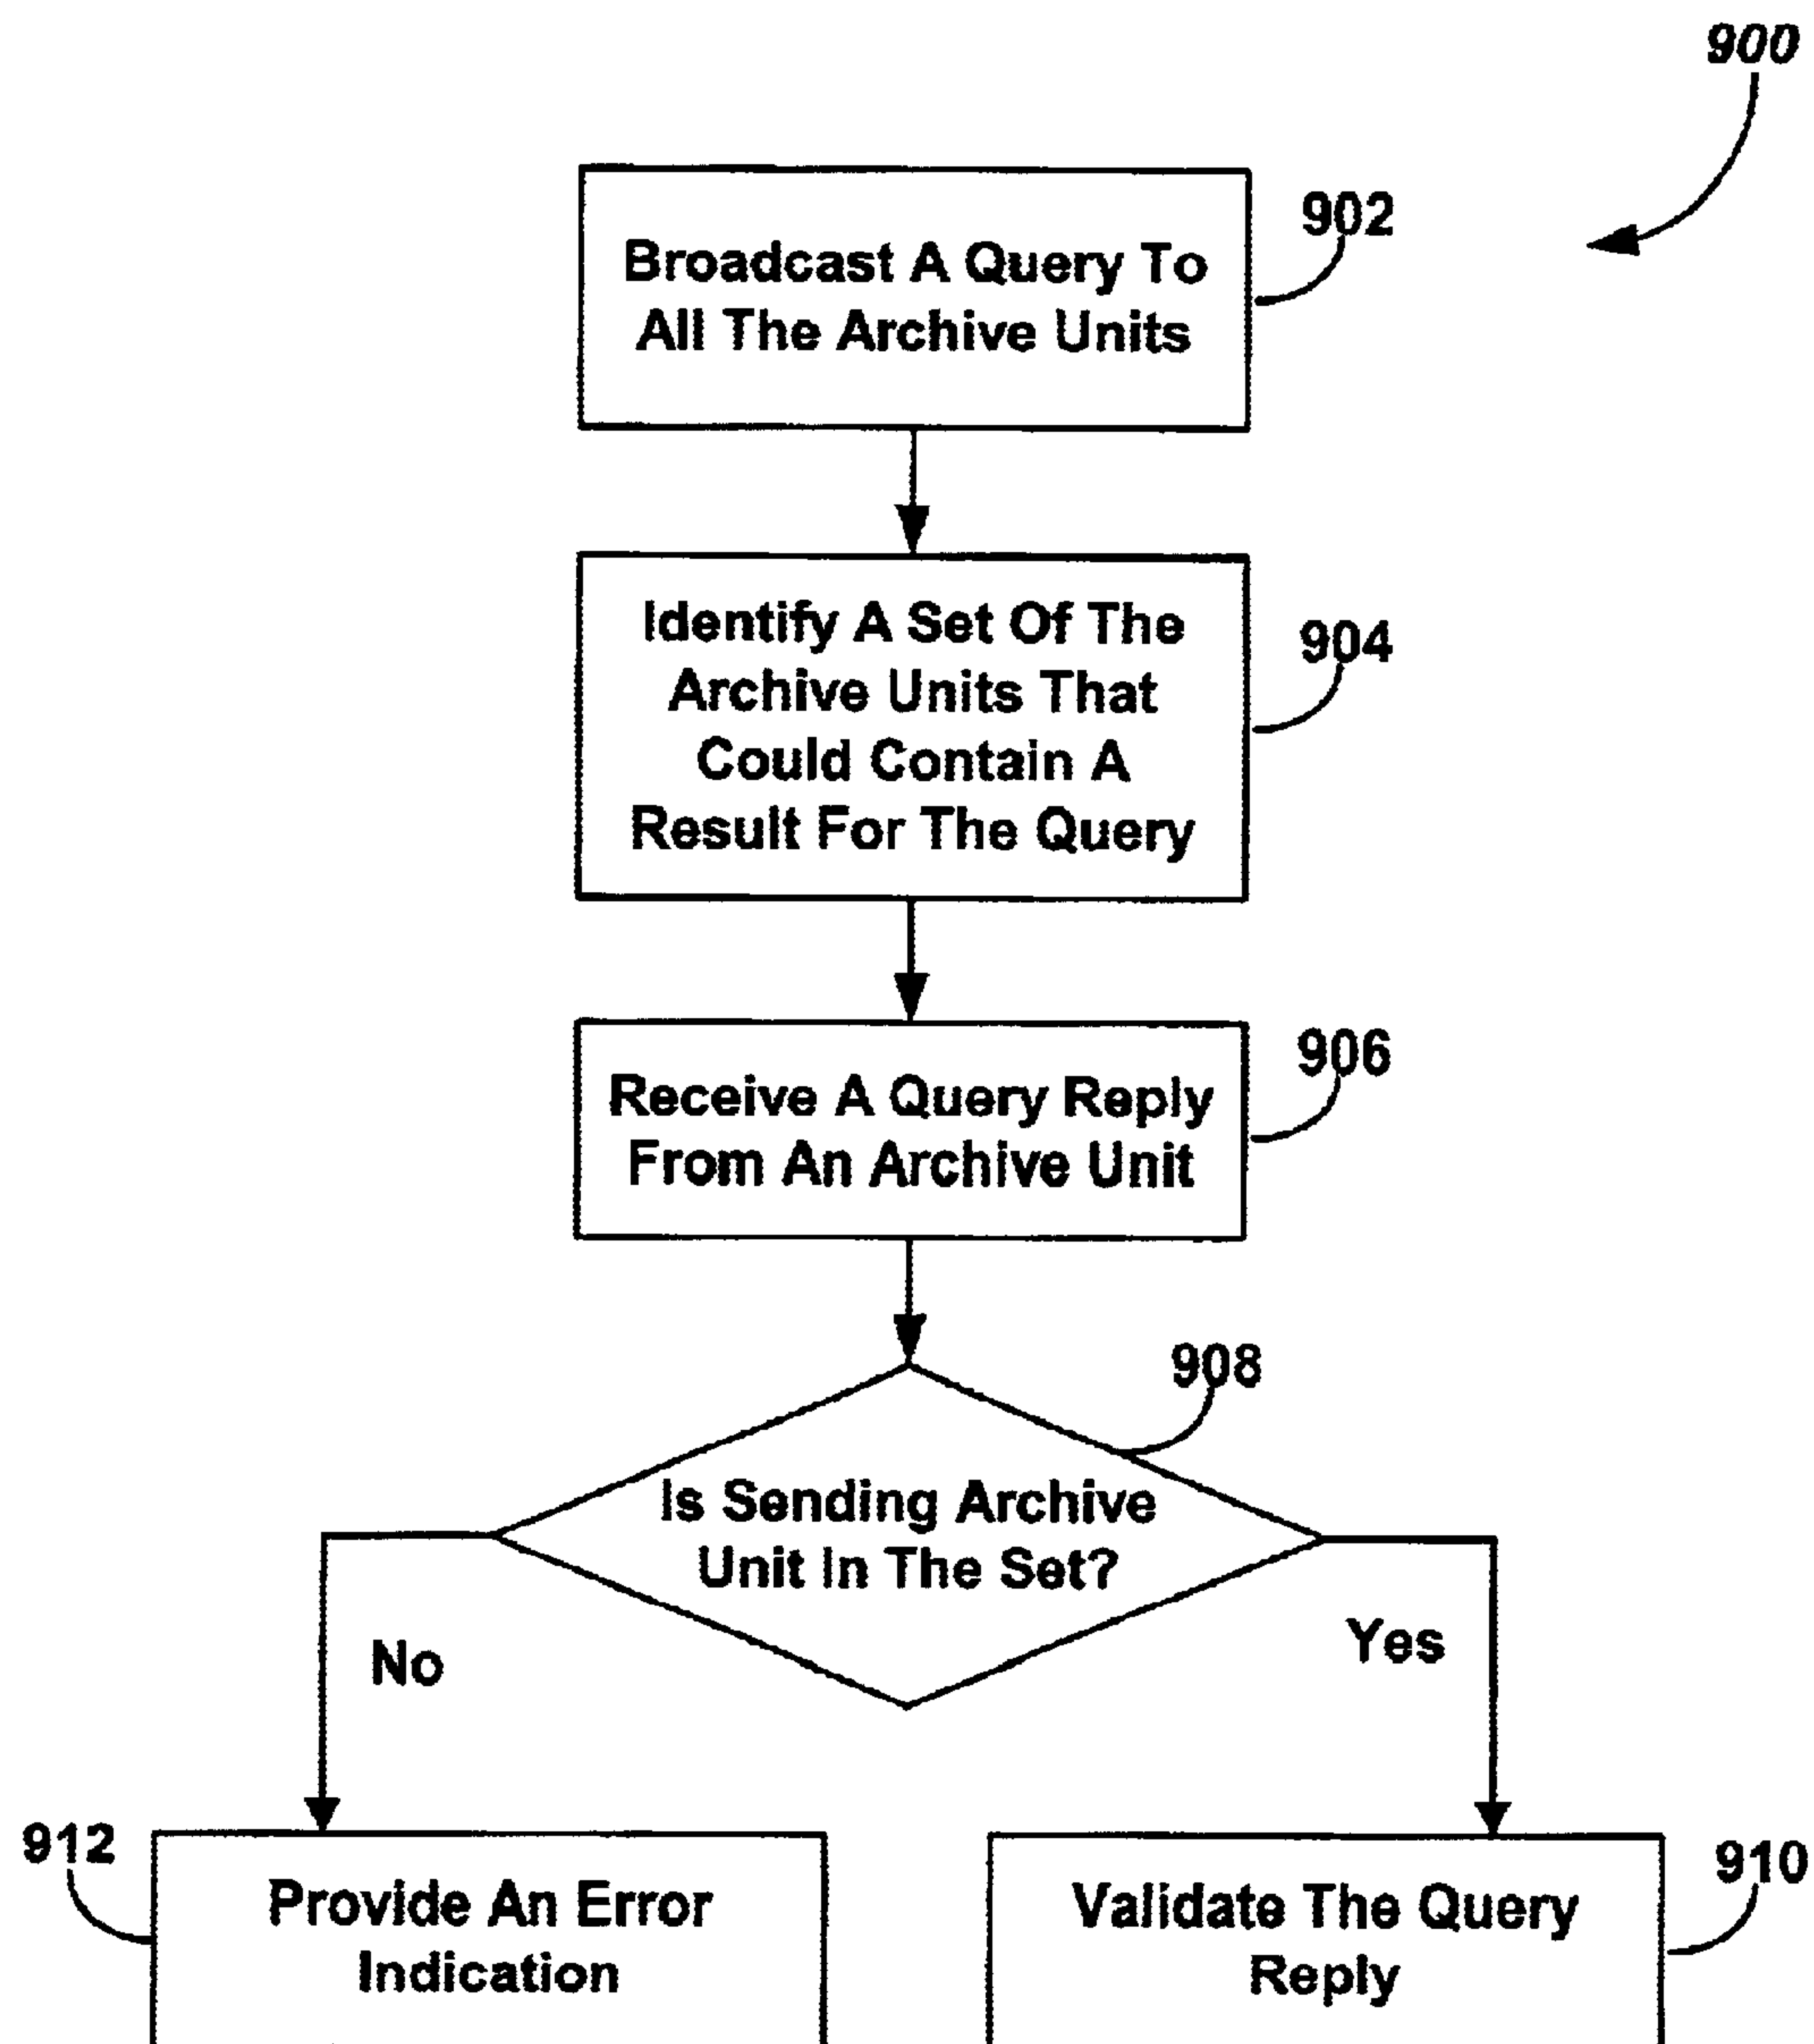 900
902
Broadcast A Query To
All The Archive Units
904
Identify A Set Of The
Archive Units That
Could Contain A
Result For The Query
906
Receive A Query Reply
From An Archive Unit
908
Is Sending Archive
Unit In The Set?
No
Yes
912
Provide An Error
Indication
910
Validate The Query
Reply